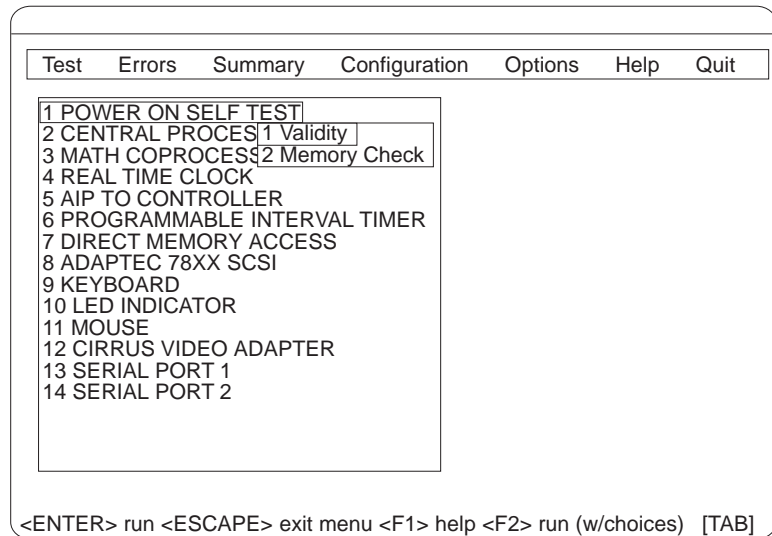 Test Errors Summary Configuration Options Help Quit
1 POWER ON SELF TEST
2 CENTRAL PROCES 1 Validity
3 MATH COPROCESS 2 Memory Check
4 REAL TIME CLOCK
5 AIP TO CONTROLLER
6 PROGRAMMABLE INTERVAL TIMER
7 DIRECT MEMORY ACCESS
8 ADAPTEC 78XX SCSI
9 KEYBOARD
10 LED INDICATOR
11 MOUSE
12 CIRRUS VIDEO ADAPTER
13 SERIAL PORT 1
14 SERIAL PORT 2
<ENTER> run <ESCAPE> exit menu <F1> help <F2> run (w/choices) [TAB]